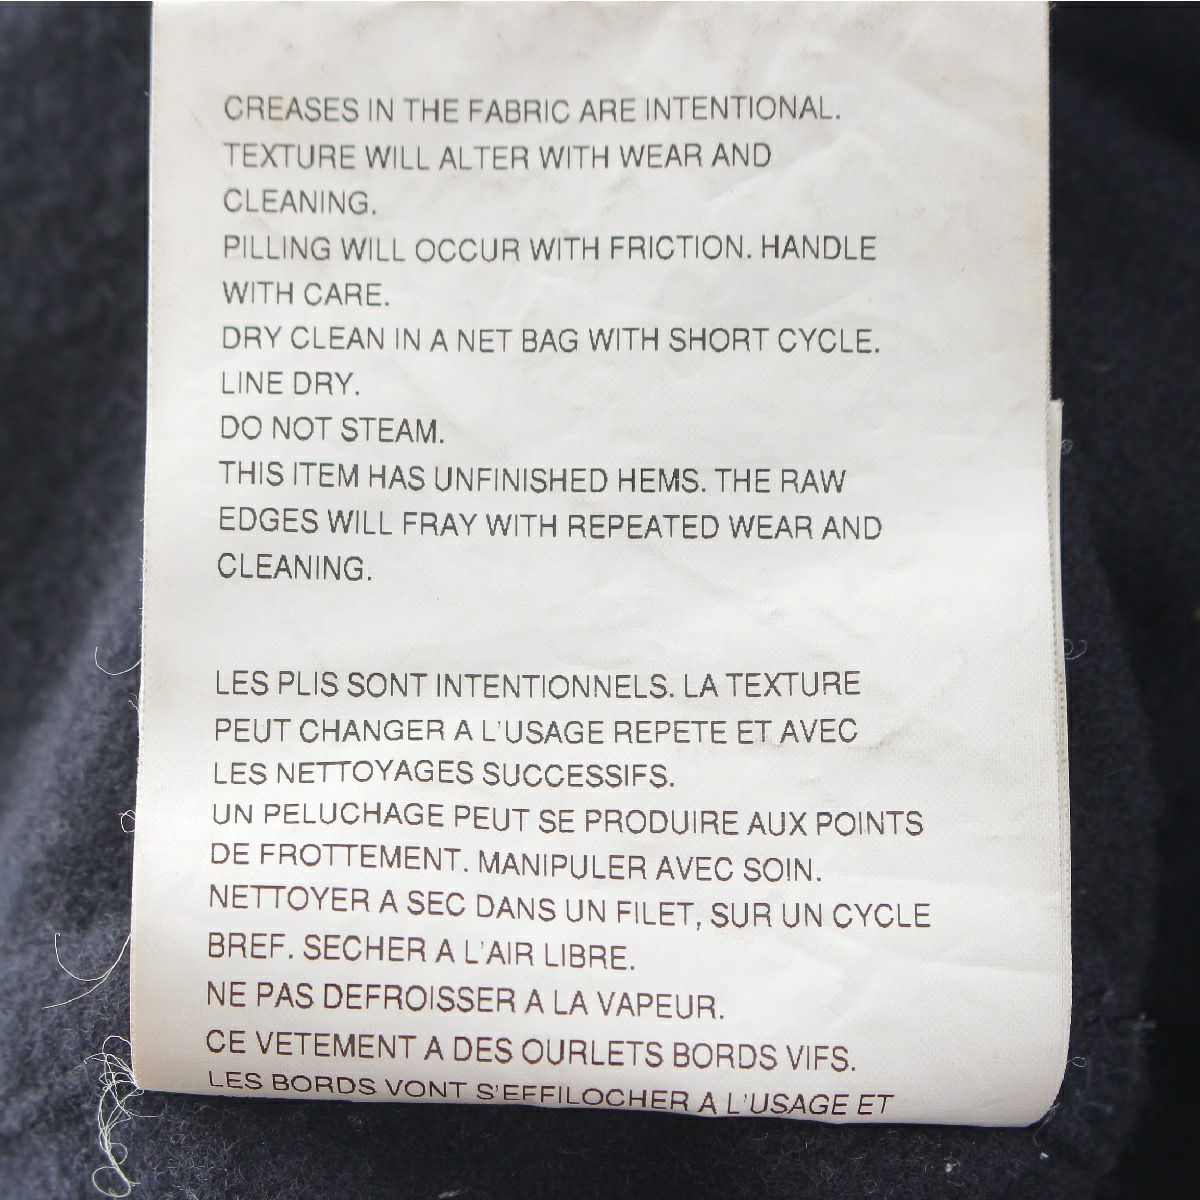 CREASES IN THE FABRIC ARE INTENTIONAL.
TEXTURE WILL ALTER WITH WEAR AND
CLEANING.
PILLING WILL OCCUR WITH FRICTION. HANDLE
WITH CARE.
DRY CLEAN IN A NET BAG WITH SHORT CYCLE.
LINE DRY.
DO NOT STEAM.
THIS ITEM HAS UNFINISHED HEMS. THE RAW
EDGES WILL FRAY WITH REPEATED WEAR AND
CLEANING.
LES PLIS SONT INTENTIONNELS. LA TEXTURE
PEUT CHANGER A L'USAGE REPETE ET AVEC
LES NETTOYAGES SUCCESSIFS.
UN PELUCHAGE PEUT SE PRODUIRE AUX POINTS
DE FROTTEMENT. MANIPULER AVEC SOIN.
NETTOYER A SEC DANS UN FILET, SUR UN CYCLE
BREF. SECHER A L'AIR LIBRE.
NE PAS DEFROISSER A LA VAPEUR.
CE VETEMENT A DES OURLETS BORDS VIFS.
LES BORDS VONT S'EFFILOCHER A L'USAGE ET